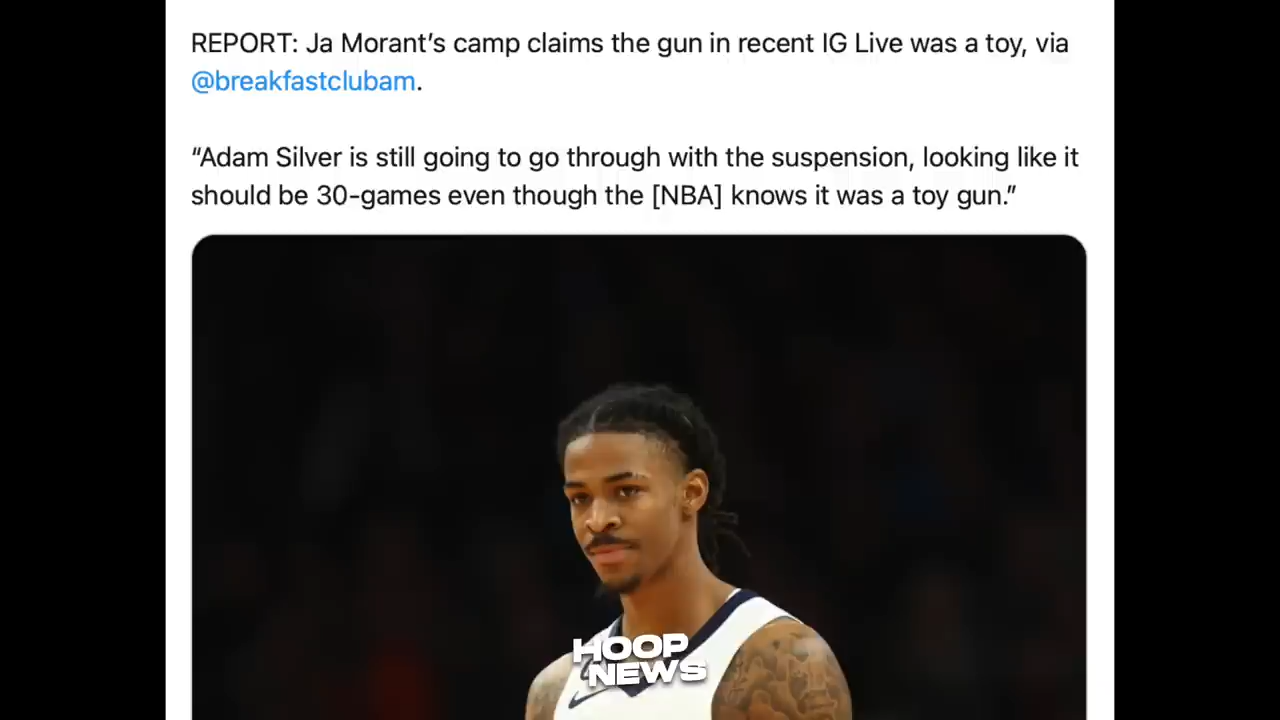 REPORT: Ja Morant’s camp claims the gun in recent IG Live was a toy, via
@breakfastclubam.
“Adam Silver is still going to go through with the suspension, looking like it
should be 30-games even though the [NBA] knows it was a toy gun.”
HOOP
NEWS